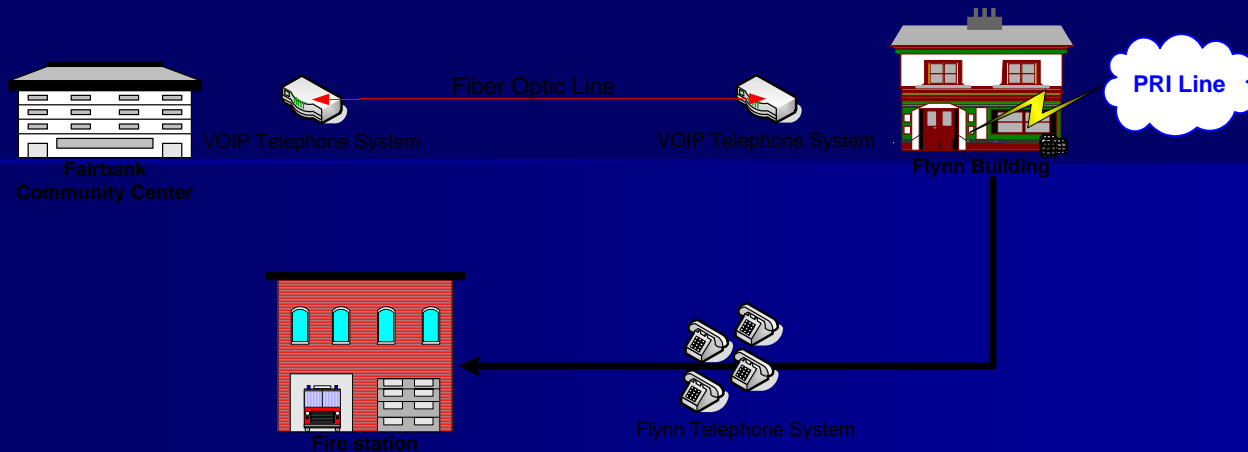 Fiber Optic Line
PRI Line
VOIP Telephone System
VOIP Telephone System
Fairbank
Community Center
Flynn Building
Flynn Telephone System
Fire station